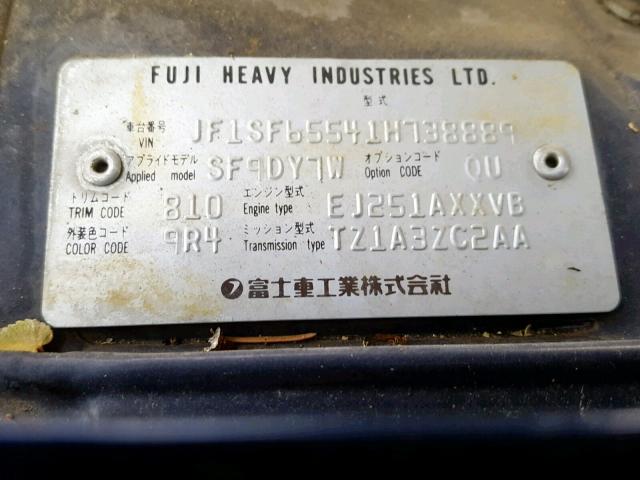 FUJI HEAVY INDUSTRIES LTD.
型式
車台番号 VIN JF1SF65541H738889
アプライドモデル Applied model SF9DY7W オプションコード Option CODE QU
トリムコード TRIM CODE 810 エンジン型式 Engine type EJ251AXXVB
外装色コード COLOR CODE 9R4 ミッション型式 Transmission type TZ1A3ZC2AA
富士重工業株式会社